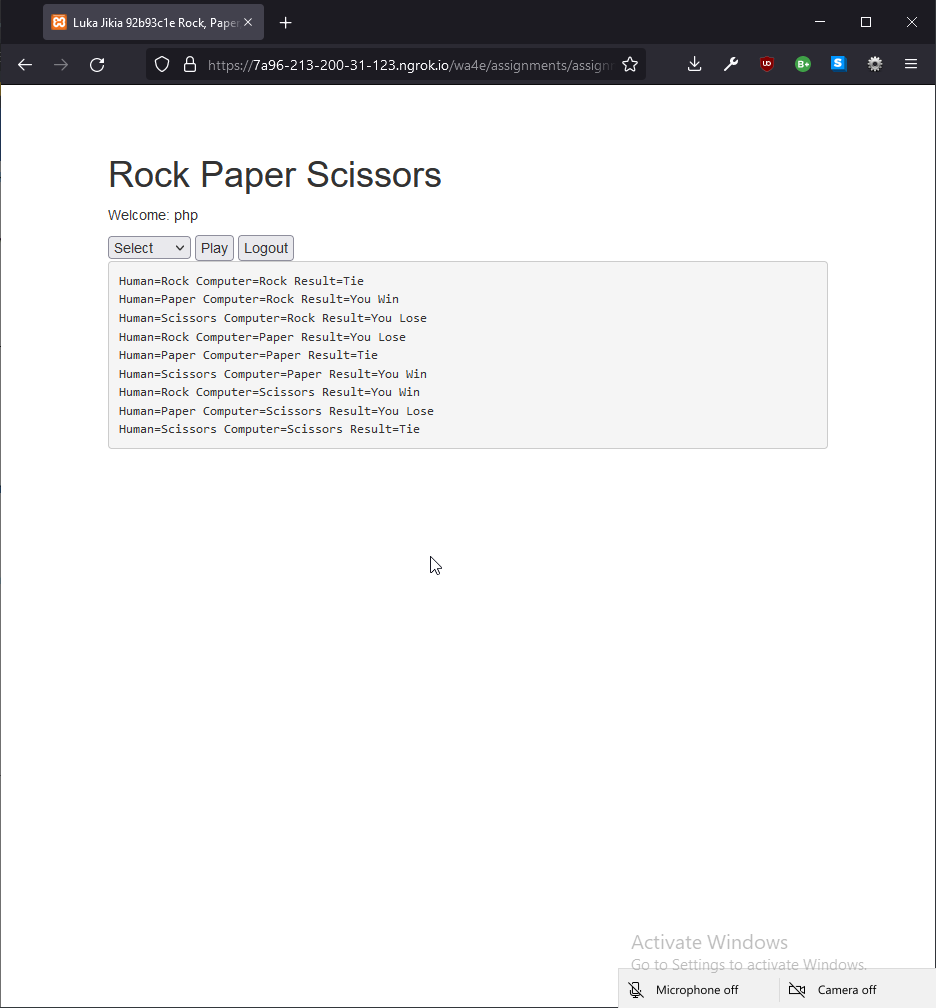 Luka Jikia 92b93c1e Rock, Paper
https://7a96-213-200-31-123.ngrok.io/wa4e/assignments/assignm
UD
B+
S
Rock Paper Scissors
Welcome: php
Select Play Logout
Human=Rock Computer=Rock Result=Tie
Human=Paper Computer=Rock Result=You Win
Human=Scissors Computer=Rock Result=You Lose
Human=Rock Computer=Paper Result=You Lose
Human=Paper Computer=Paper Result=Tie
Human=Scissors Computer=Paper Result=You Win
Human=Rock Computer=Scissors Result=You Win
Human=Paper Computer=Scissors Result=You Lose
Human=Scissors Computer=Scissors Result=Tie
Activate Windows
Go to Settings to activate Windows.
Microphone off Camera off